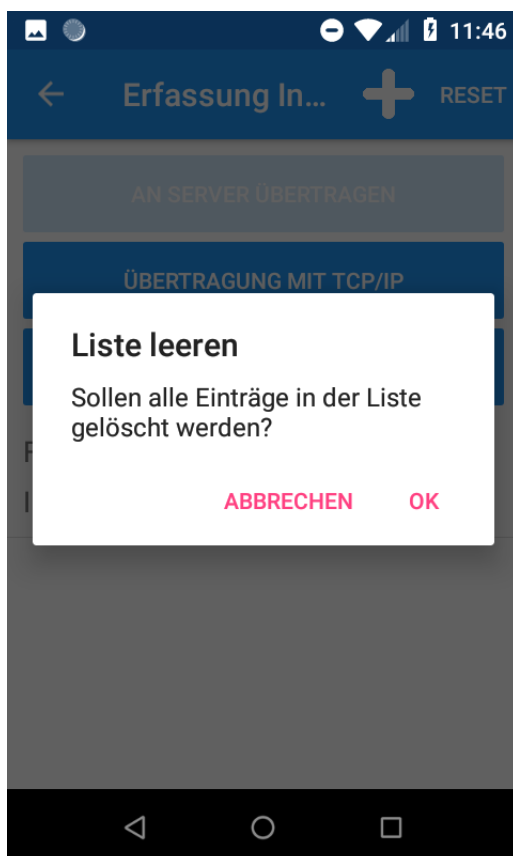 11:46
Erfassung In...
RESET
AN SERVER ÜBERTRAGEN
ÜBERTRAGUNG MIT TCP/IP
Liste leeren
Sollen alle Einträge in der Liste
gelöscht werden?
ABBRECHEN OK